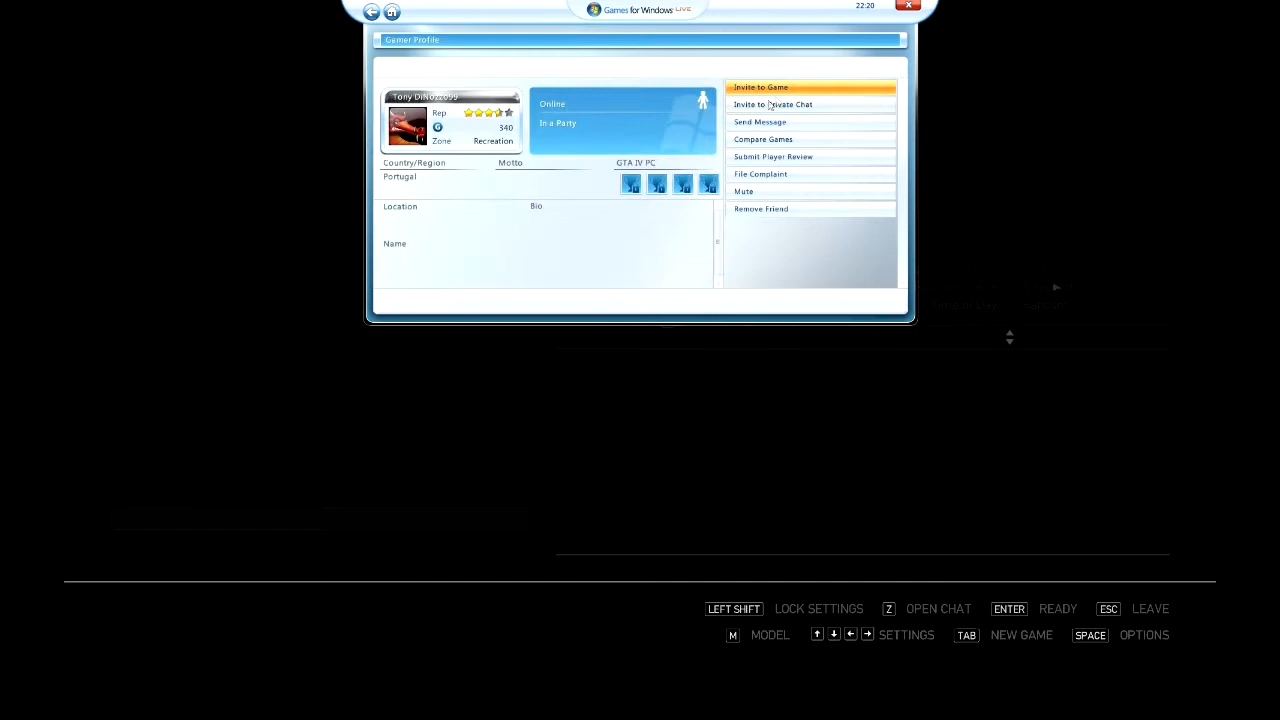 Games for Windows LIVE
22:20
Gamer Profile
Tony DiNozzo99
Rep
G 340
Zone Recreation
Online
In a Party
Country/Region
Portugal
Motto
GTA IV PC
Location
Bio
Name
Invite to Game
Invite to Private Chat
Send Message
Compare Games
Submit Player Review
File Complaint
Mute
Remove Friend
LEFT SHIFT LOCK SETTINGS Z OPEN CHAT ENTER READY ESC LEAVE
M MODEL SETTINGS TAB NEW GAME SPACE OPTIONS